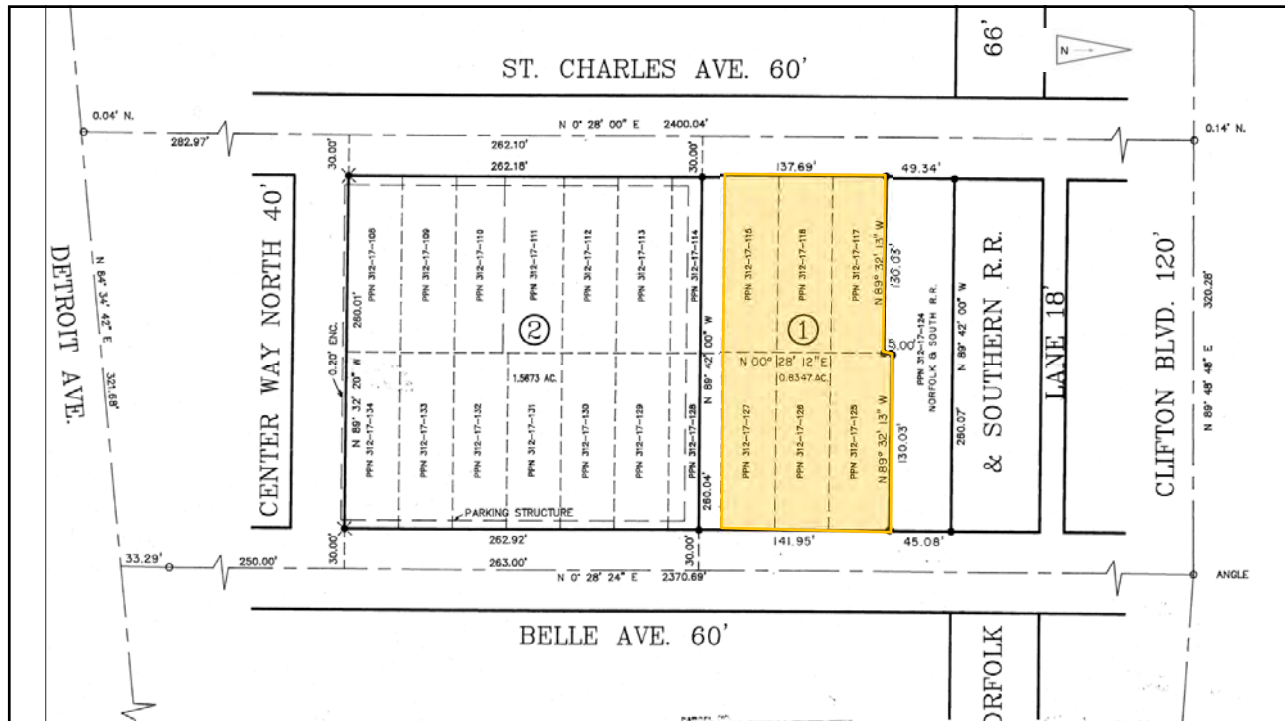 66'
N
ST. CHARLES AVE. 60'
0.04' N.
282.97'
N 0° 28' 00" E 2400.04'
0.14' N.
30.00'
262.10'
30.00'
262.18'
137.69'
49.34'
DETROIT AVE.
N 84° 34' 42" E 321.68'
CENTER WAY NORTH 40'
0.20' ENC.
260.01'
N 89° 32' 20" W
PPN 312-17-108
PPN 312-17-109
PPN 312-17-110
PPN 312-17-111
PPN 312-17-112
PPN 312-17-113
PPN 312-17-114
2
1.5673 AC.
PPN 312-17-134
PPN 312-17-133
PPN 312-17-132
PPN 312-17-131
PPN 312-17-130
PPN 312-17-129
PPN 312-17-128
PARKING STRUCTURE
N 89° 42' 00" W
260.04'
PPN 312-17-115
PPN 312-17-116
PPN 312-17-117
1
N 00° 28' 12" E
0.8347 AC.
PPN 312-17-127
PPN 312-17-126
PPN 312-17-125
N 89° 32' 13" W
130.03'
5.00'
N 89° 32' 13" W
130.03'
PPN 312-17-124
NORFOLK & SOUTH R.R.
N 89° 42' 00" W
260.07'
& SOUTHERN R.R.
LANE 18'
CLIFTON BLVD. 120'
N 89° 48' 48" E 320.28'
33.29'
250.00'
30.00'
262.92'
263.00'
30.00'
141.95'
45.08'
N 0° 28' 24" E 2370.69'
ANGLE
BELLE AVE. 60'
ORFOLK